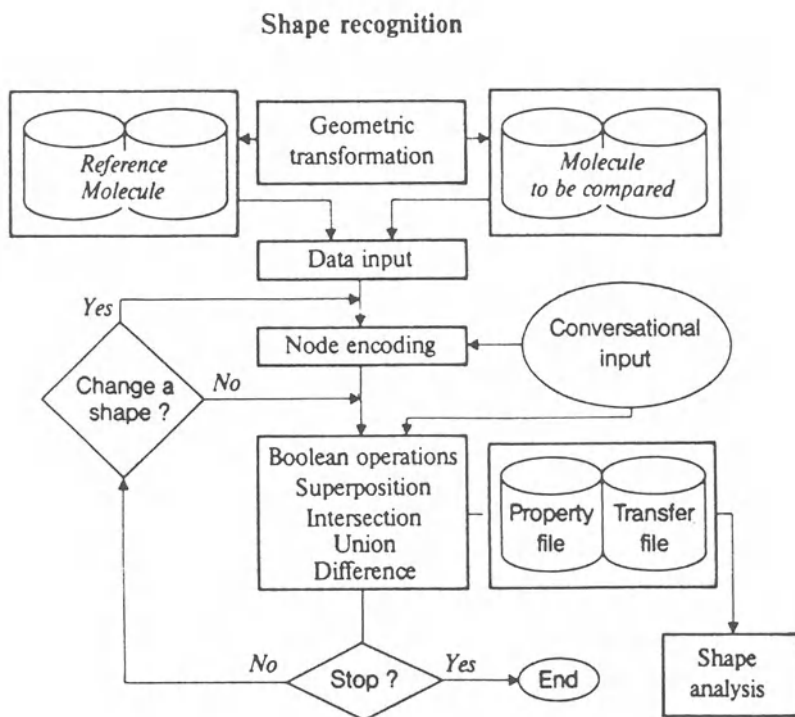 Shape recognition
Reference
Molecule
Geometric
transformation
Molecule
to be compared
Data input
Yes
Node encoding
Conversational
input
Change a
shape ?
No
Boolean operations
Superposition
Intersection
Union
Difference
Property
file
Transfer
file
No
Stop ?
Yes
End
Shape
analysis